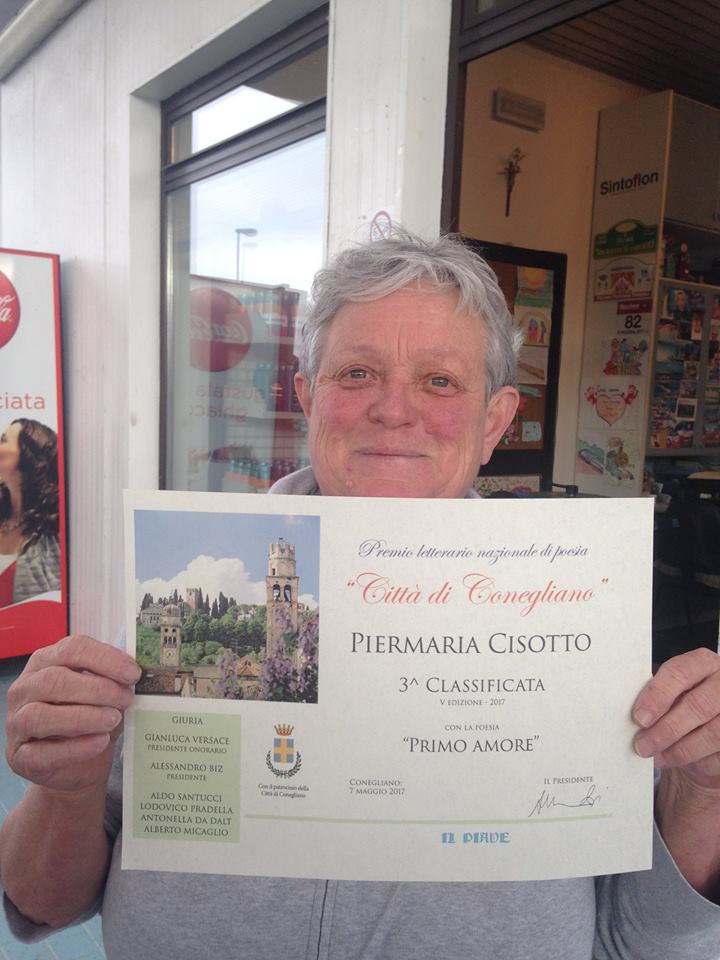 Sintoflon
82
ciata
Premio letterario nazionale di poesia
"Città di Conegliano"
PIERMARIA CISOTTO
3^ CLASSIFICATA
V EDIZIONE - 2017
CON LA POESIA
"PRIMO AMORE"
GIURIA
GIANLUCA VERSACE
PRESIDENTE ONORARIO
ALESSANDRO BIZ
PRESIDENTE
ALDO SANTUCCI
LODOVICO PRADELLA
ANTONELLA DA DALT
ALBERTO MICAGLIO
Con il patrocinio della
Città di Conegliano
CONEGLIANO;
7 MAGGIO 2017
IL PRESIDENTE
IL PIAVE